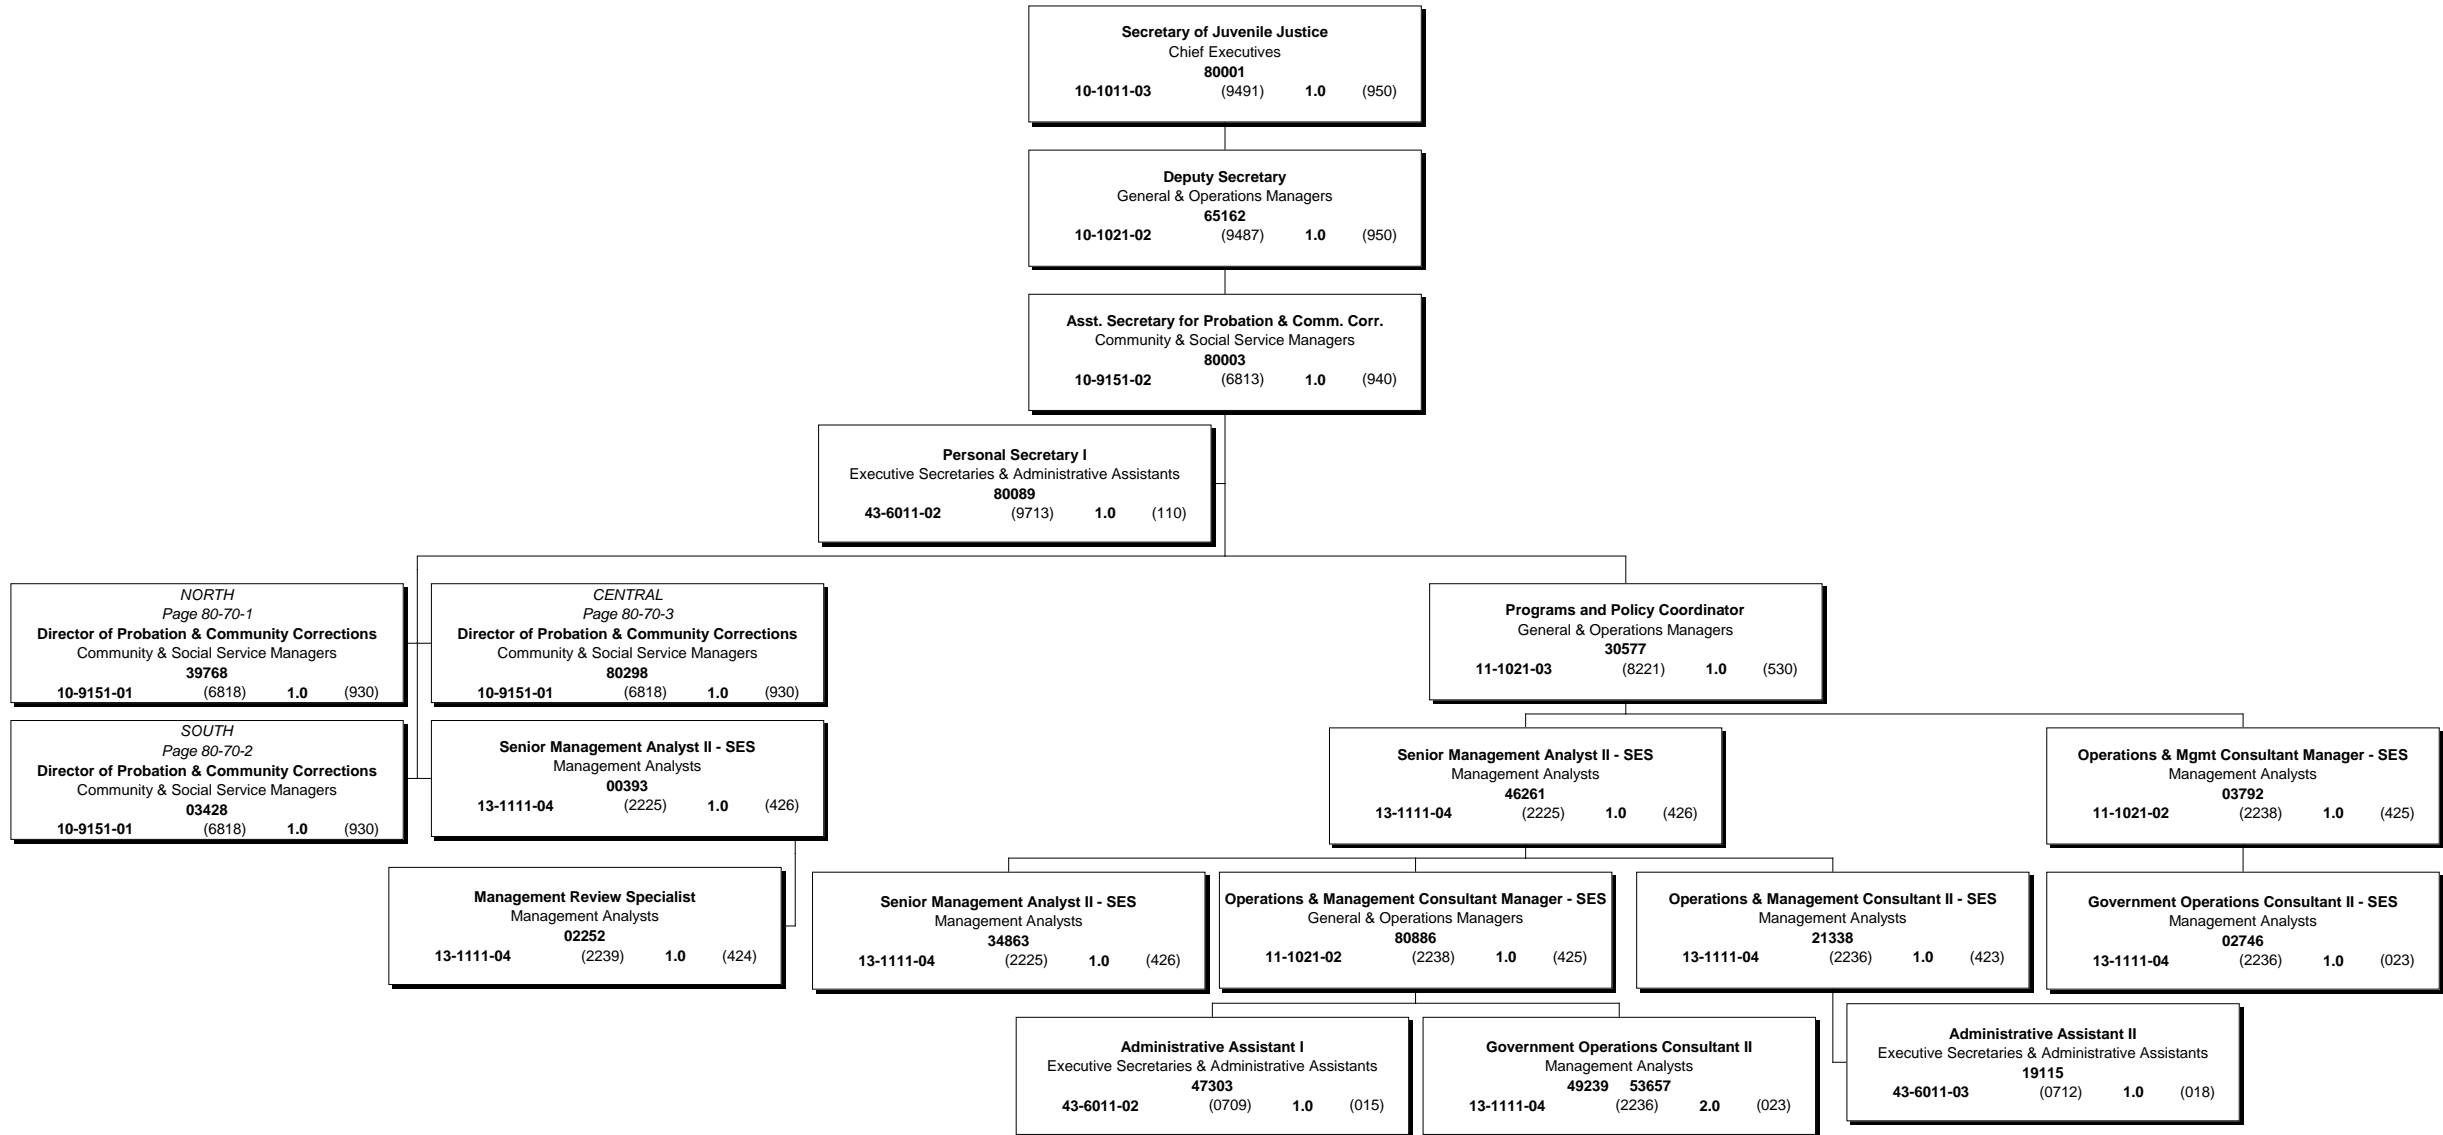 Secretary of Juvenile Justice
Chief Executives
80001
10-1011-03 (9491) 1.0 (950)
Deputy Secretary
General & Operations Managers
65162
10-1021-02 (9487) 1.0 (950)
Asst. Secretary for Probation & Comm. Corr.
Community & Social Service Managers
80003
10-9151-02 (6813) 1.0 (940)
Personal Secretary I
Executive Secretaries & Administrative Assistants
80089
43-6011-02 (9713) 1.0 (110)
NORTH
Page 80-70-1
Director of Probation & Community Corrections
Community & Social Service Managers
39768
10-9151-01 (6818) 1.0 (930)
CENTRAL
Page 80-70-3
Director of Probation & Community Corrections
Community & Social Service Managers
80298
10-9151-01 (6818) 1.0 (930)
Programs and Policy Coordinator
General & Operations Managers
30577
11-1021-03 (8221) 1.0 (530)
SOUTH
Page 80-70-2
Director of Probation & Community Corrections
Community & Social Service Managers
03428
10-9151-01 (6818) 1.0 (930)
Senior Management Analyst II - SES
Management Analysts
00393
13-1111-04 (2225) 1.0 (426)
Senior Management Analyst II - SES
Management Analysts
46261
13-1111-04 (2225) 1.0 (426)
Operations & Mgmt Consultant Manager - SES
Management Analysts
03792
11-1021-02 (2238) 1.0 (425)
Management Review Specialist
Management Analysts
02252
13-1111-04 (2239) 1.0 (424)
Senior Management Analyst II - SES
Management Analysts
34863
13-1111-04 (2225) 1.0 (426)
Operations & Management Consultant Manager - SES
General & Operations Managers
80886
11-1021-02 (2238) 1.0 (425)
Operations & Management Consultant II - SES
Management Analysts
21338
13-1111-04 (2236) 1.0 (423)
Government Operations Consultant II - SES
Management Analysts
02746
13-1111-04 (2236) 1.0 (023)
Administrative Assistant I
Executive Secretaries & Administrative Assistants
47303
43-6011-02 (0709) 1.0 (015)
Government Operations Consultant II
Management Analysts
49239 53657
13-1111-04 (2236) 2.0 (023)
Administrative Assistant II
Executive Secretaries & Administrative Assistants
19115
43-6011-03 (0712) 1.0 (018)